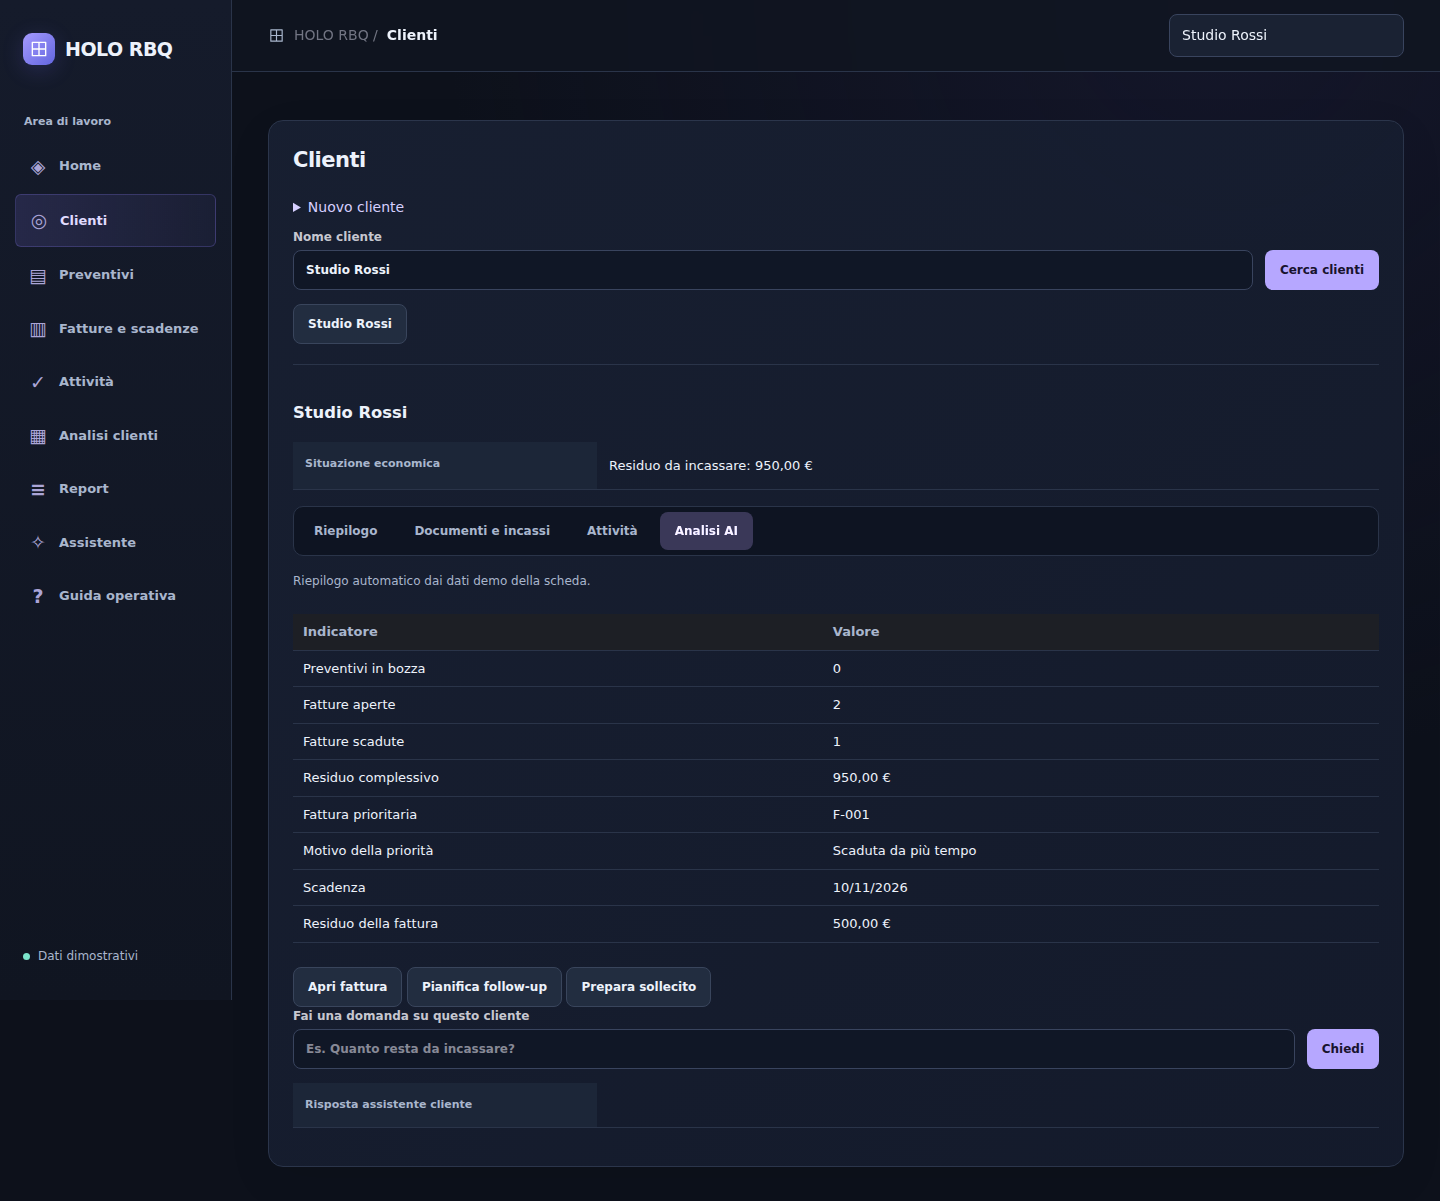 HOLO RBQ
Area di lavoro
Home
Clienti
Preventivi
Fatture e scadenze
Attività
Analisi clienti
Report
Assistente
? Guida operativa
Dati dimostrativi
HOLO RBQ / Clienti
Studio Rossi
Clienti
Nuovo cliente
Nome cliente
Studio Rossi
Cerca clienti
Studio Rossi
Studio Rossi
Situazione economica Residuo da incassare: 950,00 €
Riepilogo Documenti e incassi Attività Analisi AI
Riepilogo automatico dai dati demo della scheda.
Indicatore Valore
Preventivi in bozza 0
Fatture aperte 2
Fatture scadute 1
Residuo complessivo 950,00 €
Fattura prioritaria F-001
Motivo della priorità Scaduta da più tempo
Scadenza 10/11/2026
Residuo della fattura 500,00 €
Apri fattura Pianifica follow-up Prepara sollecito
Fai una domanda su questo cliente
Es. Quanto resta da incassare? Chiedi
Risposta assistente cliente